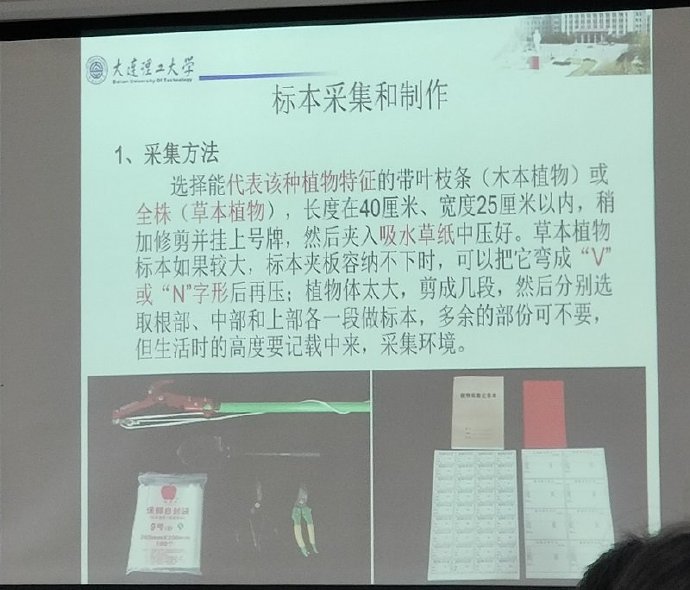 大连理工大学
Dalian University Of Technology
标本采集和制作
1、采集方法
选择能代表该种植物特征的带叶枝条（木本植物）或
全株（草本植物），长度在40厘米、宽度25厘米以内，稍
加修剪并挂上号牌，然后夹入吸水草纸中压好。草本植物
标本如果较大，标本夹板容纳不下时，可以把它弯成“V”
或“N”字形后再压；植物体太大，剪成几段，然后分别选
取根部、中部和上部各一段做标本，多余的部份可不要，
但生活时的高度要记载中来，采集环境。
保鲜自封袋
9号